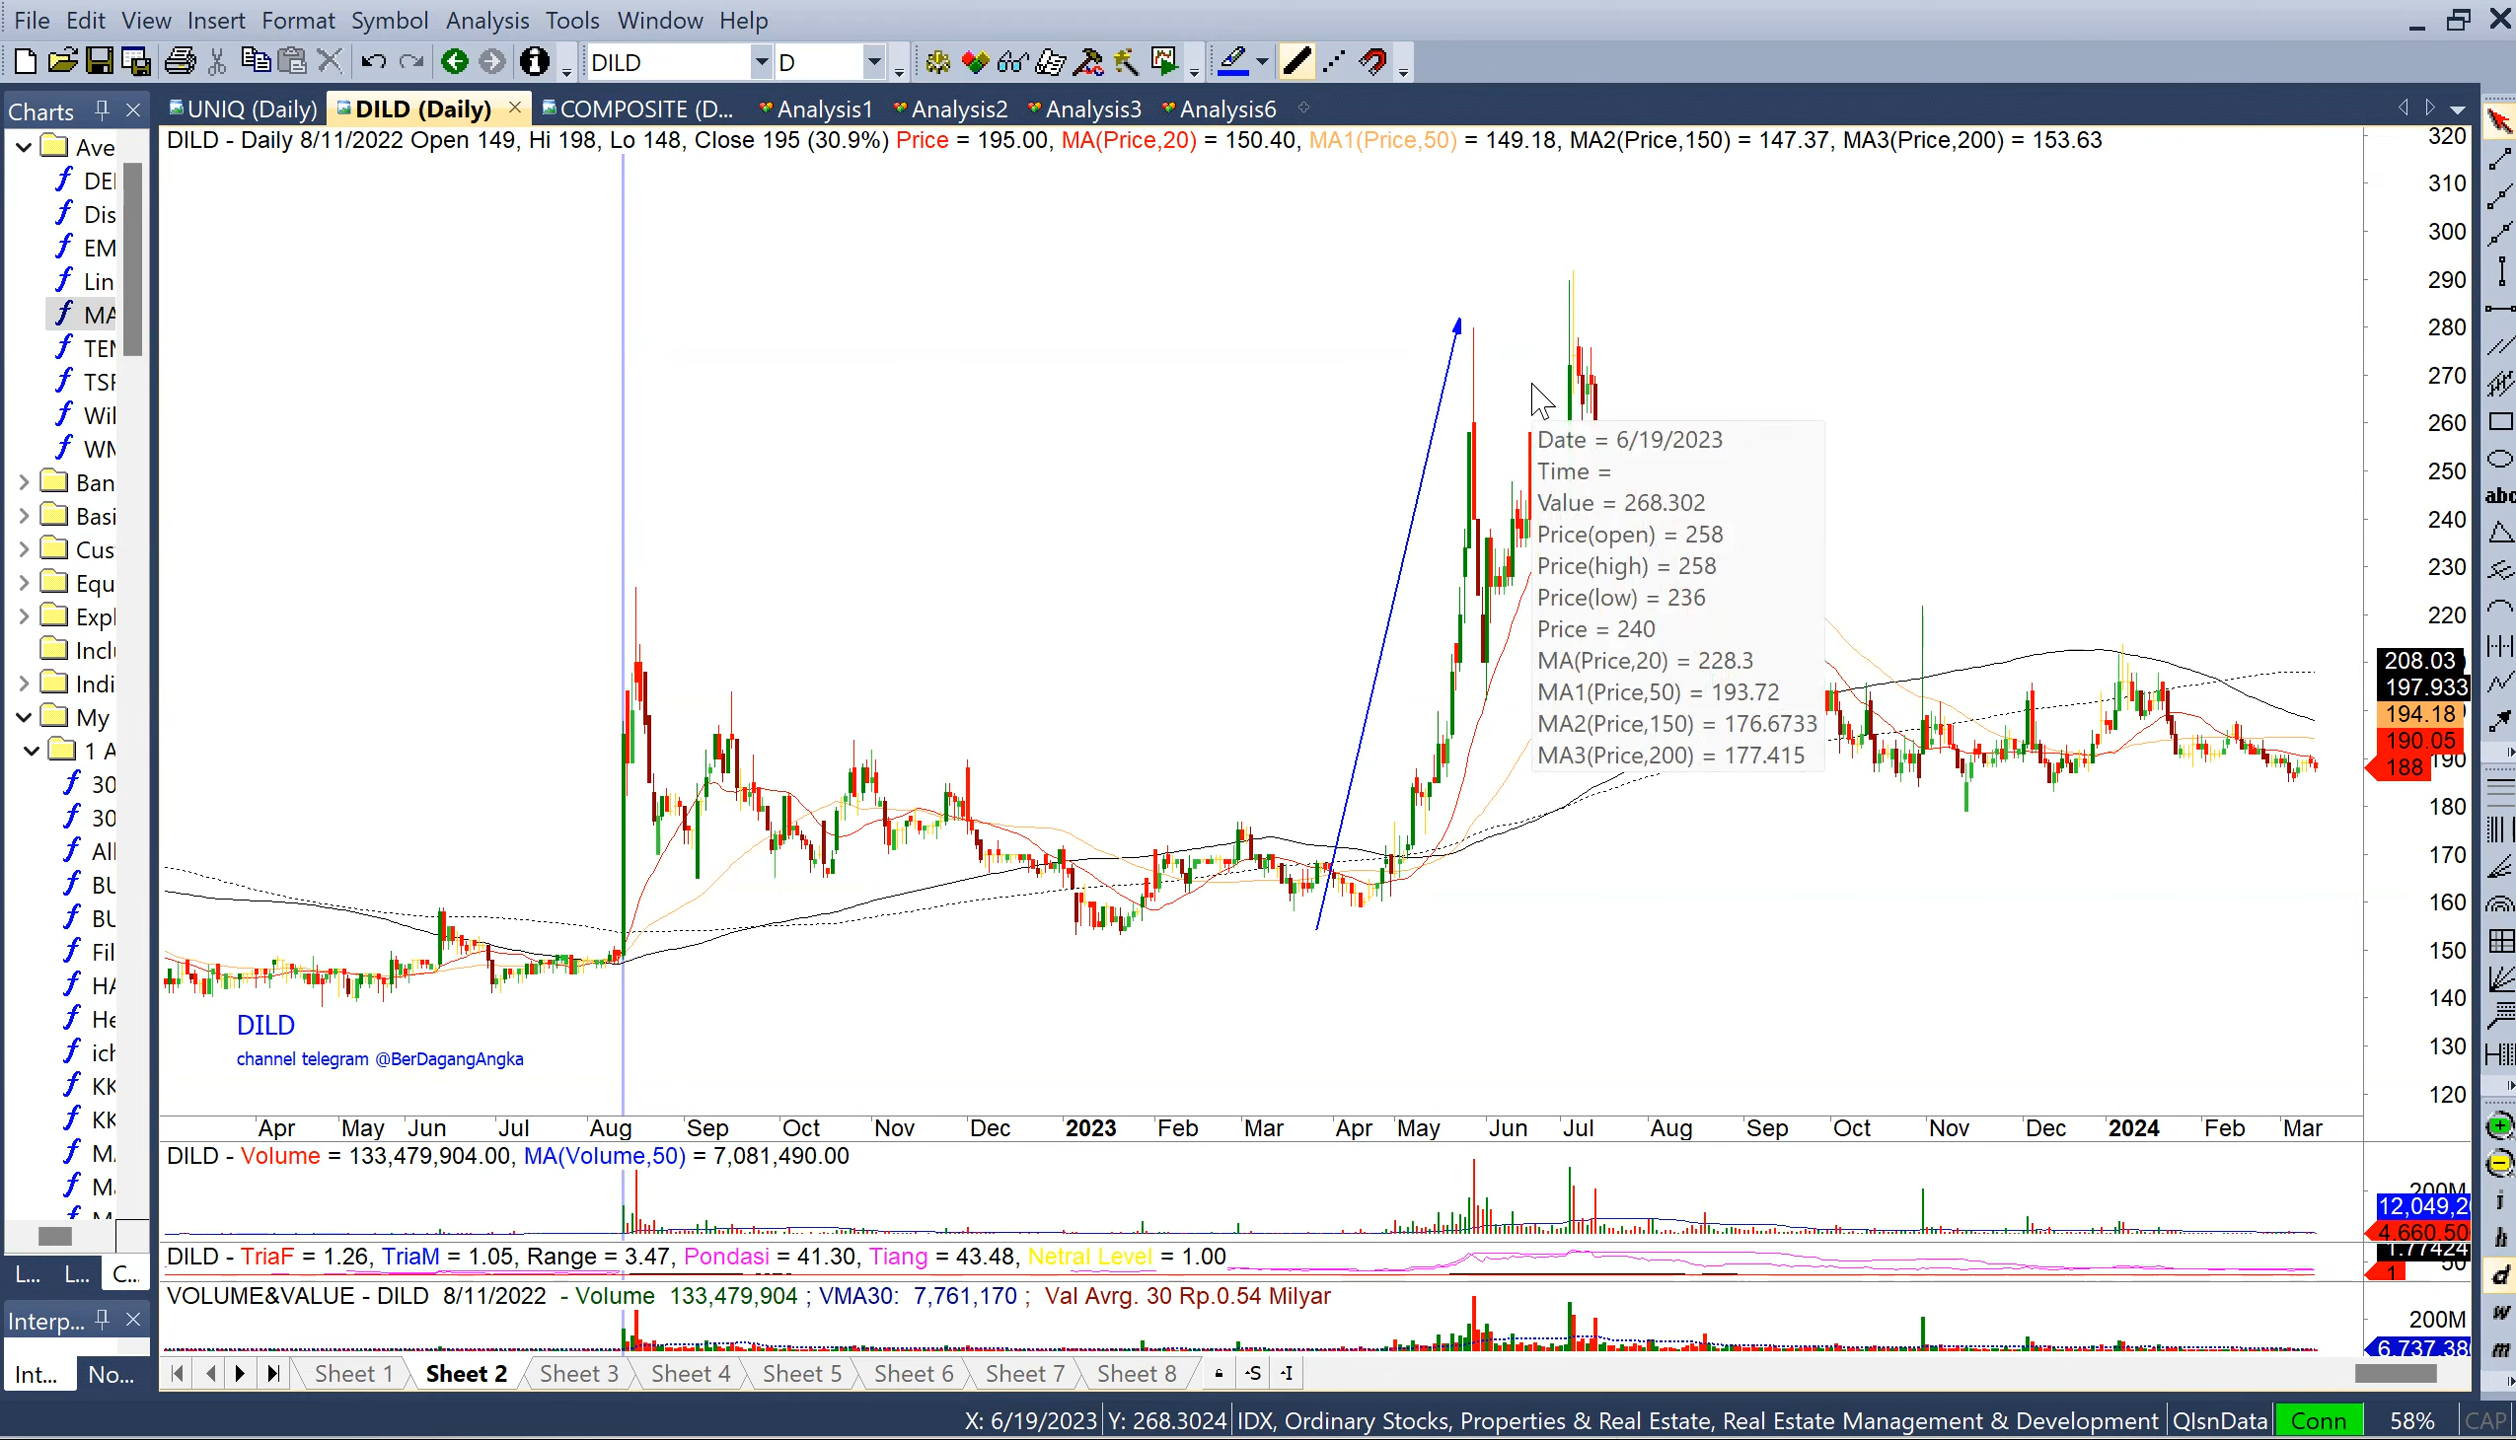 File Edit View Insert Format Symbol Analysis Tools Window Help
DILD D
Charts UNIQ (Daily) DILD (Daily) COMPOSITE (D... Analysis1 Analysis2 Analysis3 Analysis6
DILD - Daily 8/11/2022 Open 149, Hi 198, Lo 148, Close 195 (30.9%) Price = 195.00, MA(Price,20) = 150.40, MA1(Price,50) = 149.18, MA2(Price,150) = 147.37, MA3(Price,200) = 153.63
Ave
DEI
Dis
EM
Lin
MA
TEM
TSF
Wil
WM
Ban
Basi
Cus
Equ
Expl
Incl
Indi
My
1 A
30
30
All
BU
BU
Fil
HA
He
ich
KK
KK
M
Ma
320
310
300
290
280
270
260
250
240
230
220
208.03
197.933
194.18
190.05
190
188
180
170
160
150
140
130
120
Date = 6/19/2023
Time =
Value = 268.302
Price(open) = 258
Price(high) = 258
Price(low) = 236
Price = 240
MA(Price,20) = 228.3
MA1(Price,50) = 193.72
MA2(Price,150) = 176.6733
MA3(Price,200) = 177.415
DILD
channel telegram @BerDagangAngka
Apr May Jun Jul Aug Sep Oct Nov Dec 2023 Feb Mar Apr May Jun Jul Aug Sep Oct Nov Dec 2024 Feb Mar
DILD - Volume = 133,479,904.00, MA(Volume,50) = 7,081,490.00
200M
12,049,2
4,660,50
DILD - TriaF = 1.26, TriaM = 1.05, Range = 3.47, Pondasi = 41.30, Tiang = 43.48, Netral Level = 1.00
1.77424
50
1
VOLUME&VALUE - DILD 8/11/2022 - Volume 133,479,904 ; VMA30: 7,761,170 ; Val Avrg. 30 Rp.0.54 Milyar
200M
6,737,38
L... L... C...
Interp...
Int... No...
Sheet 1 Sheet 2 Sheet 3 Sheet 4 Sheet 5 Sheet 6 Sheet 7 Sheet 8 -S -I
abc
i
h
d
w
m
X: 6/19/2023 Y: 268.3024 IDX, Ordinary Stocks, Properties & Real Estate, Real Estate Management & Development QlsnData Conn 58% CAP